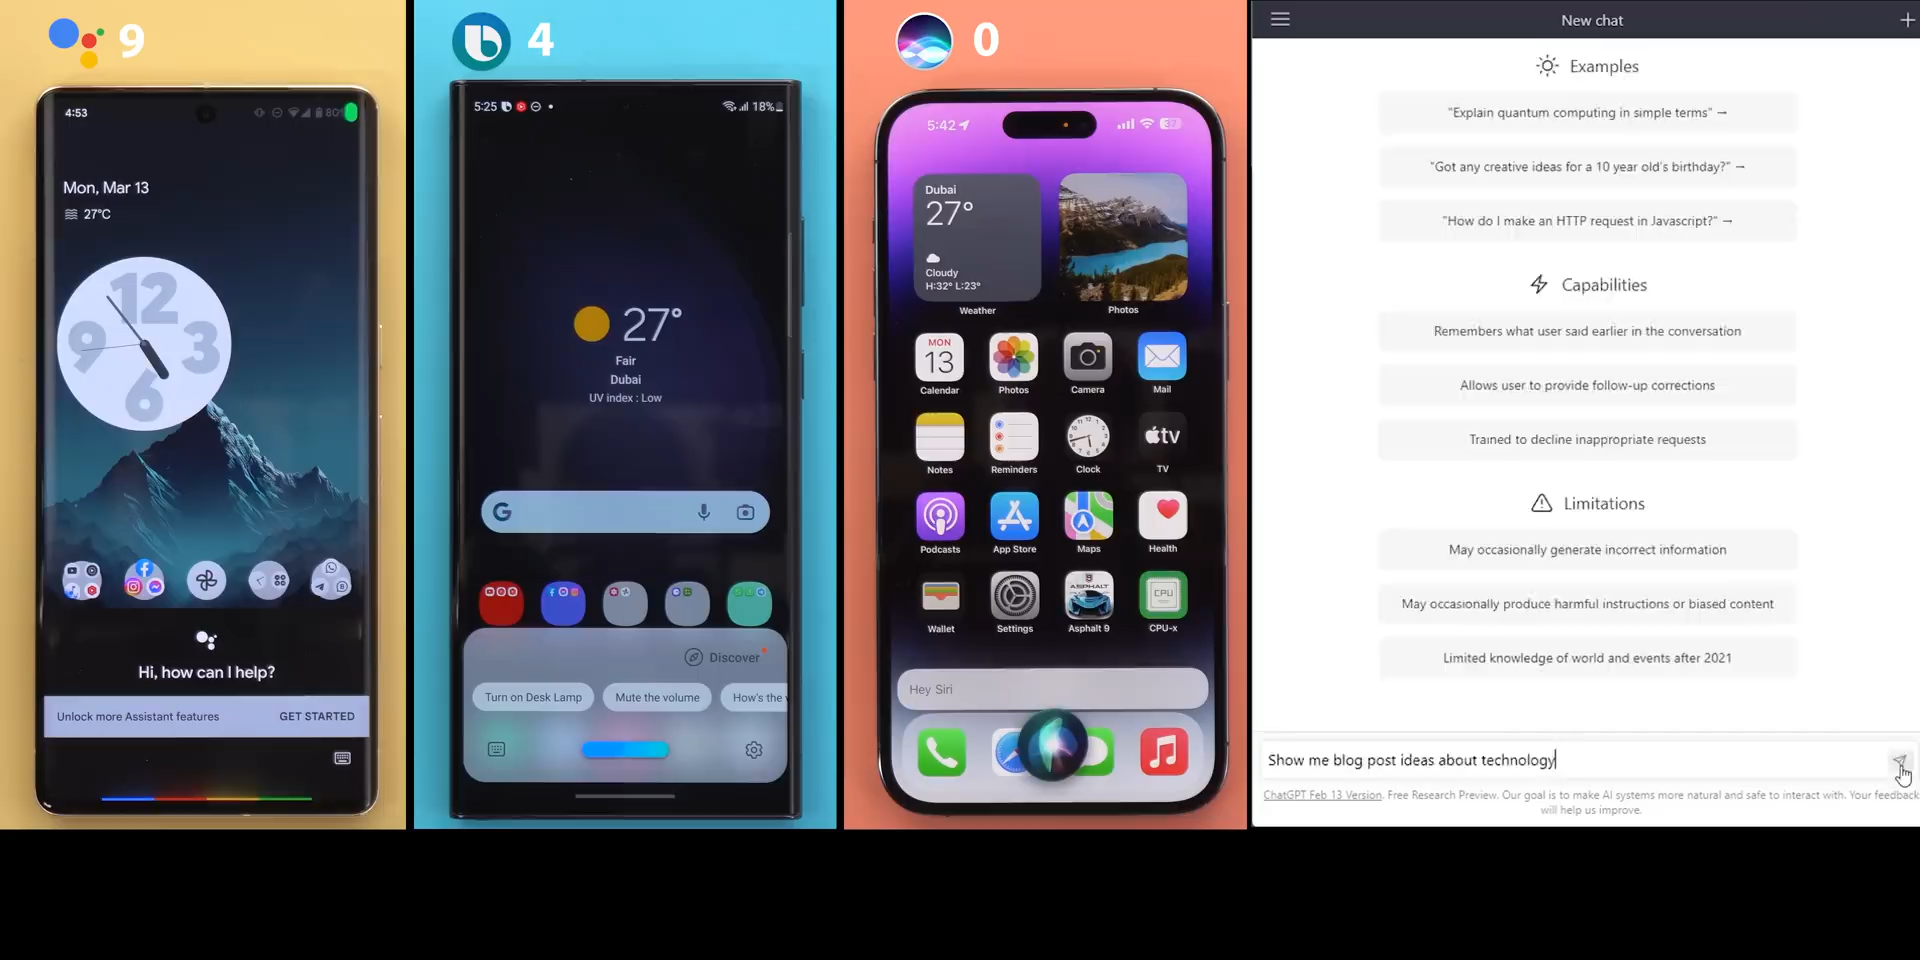 9
4:53
80
Mon, Mar 13
27°C
12
9
3
6
Hi, how can I help?
Unlock more Assistant features
GET STARTED
4
5:25
18%
27°
Fair
Dubai
UV index : Low
G
Discover
Turn on Desk Lamp
Mute the volume
How's the
0
5:42
37
Dubai
27°
Cloudy
H:32° L:23°
Weather
Photos
MON
13
Calendar
Photos
Camera
Mail
tv
Notes
Reminders
Clock
TV
Podcasts
App Store
Maps
Health
ASPHALT
CPU
Wallet
Settings
Asphalt 9
CPU-x
Hey Siri
New chat
Examples
"Explain quantum computing in simple terms" →
"Got any creative ideas for a 10 year old's birthday?" →
"How do I make an HTTP request in Javascript?" →
Capabilities
Remembers what user said earlier in the conversation
Allows user to provide follow-up corrections
Trained to decline inappropriate requests
Limitations
May occasionally generate incorrect information
May occasionally produce harmful instructions or biased content
Limited knowledge of world and events after 2021
Show me blog post ideas about technology
ChatGPT Feb 13 Version. Free Research Preview. Our goal is to make AI systems more natural and safe to interact with. Your feedback
will help us improve.